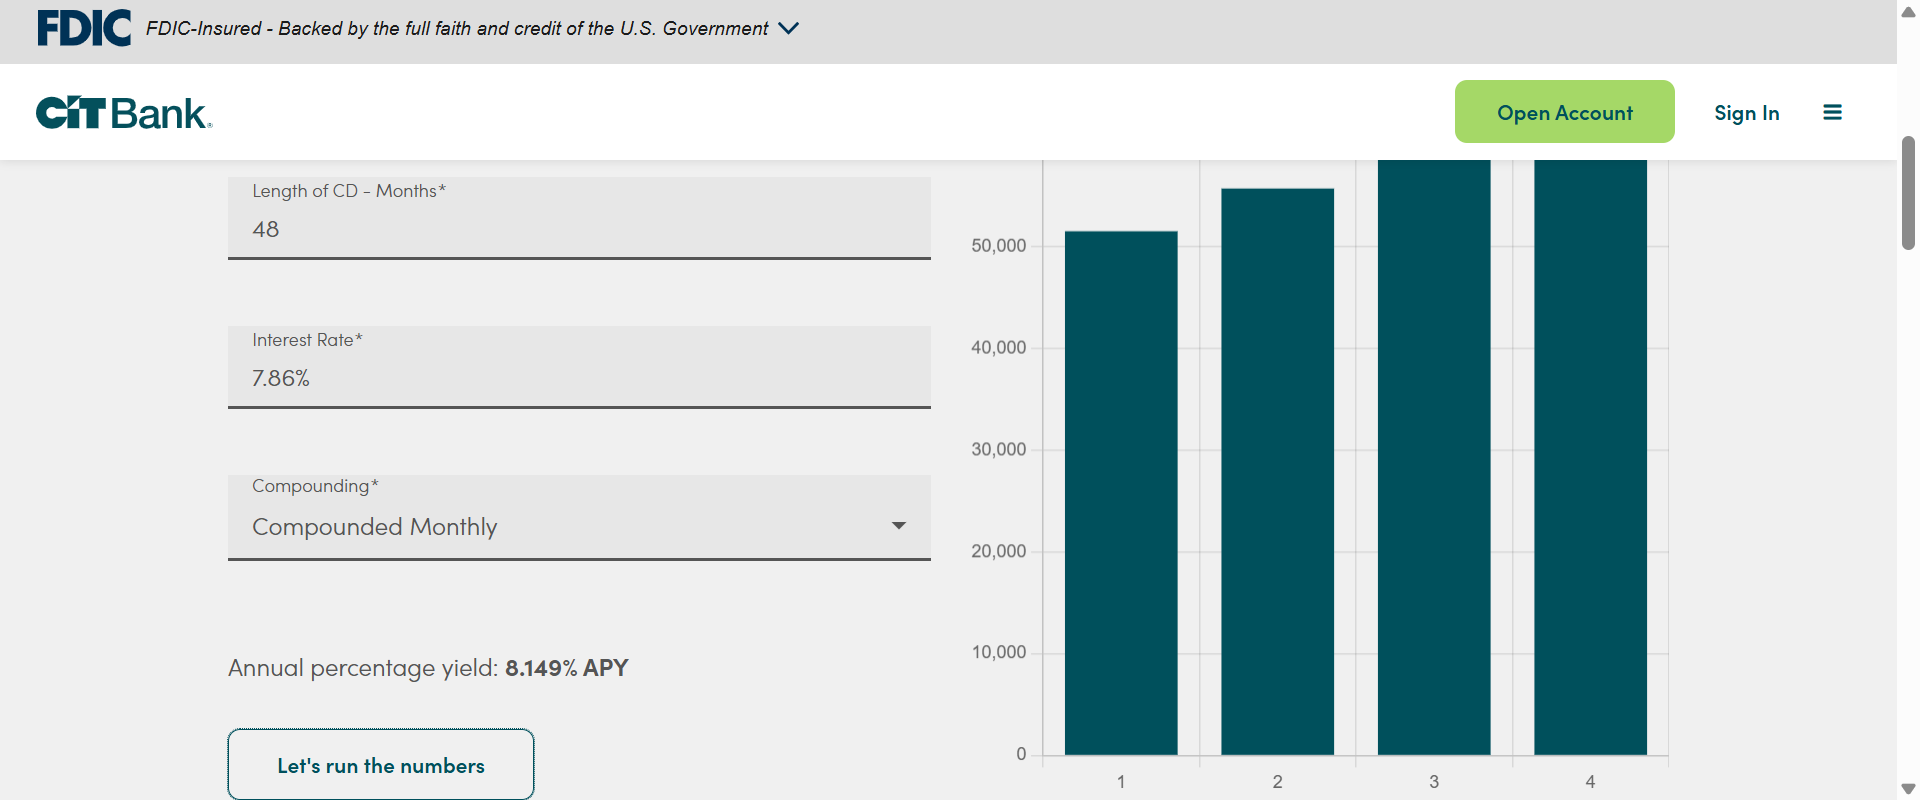 FDIC FDIC-Insured - Backed by the full faith and credit of the U.S. Government
CIT Bank®
Open Account
Sign In
Length of CD - Months*
48
Interest Rate*
7.86%
Compounding*
Compounded Monthly
Annual percentage yield: 8.149% APY
Let's run the numbers
50,000
40,000
30,000
20,000
10,000
0
1 2 3 4